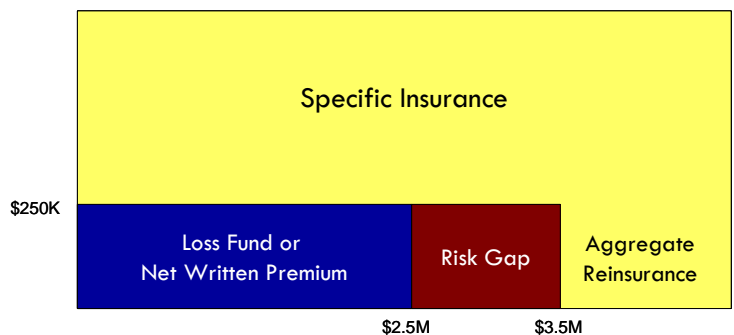 Specific Insurance
$250K
Loss Fund or
Net Written Premium
Risk Gap
Aggregate
Reinsurance
$2.5M
$3.5M